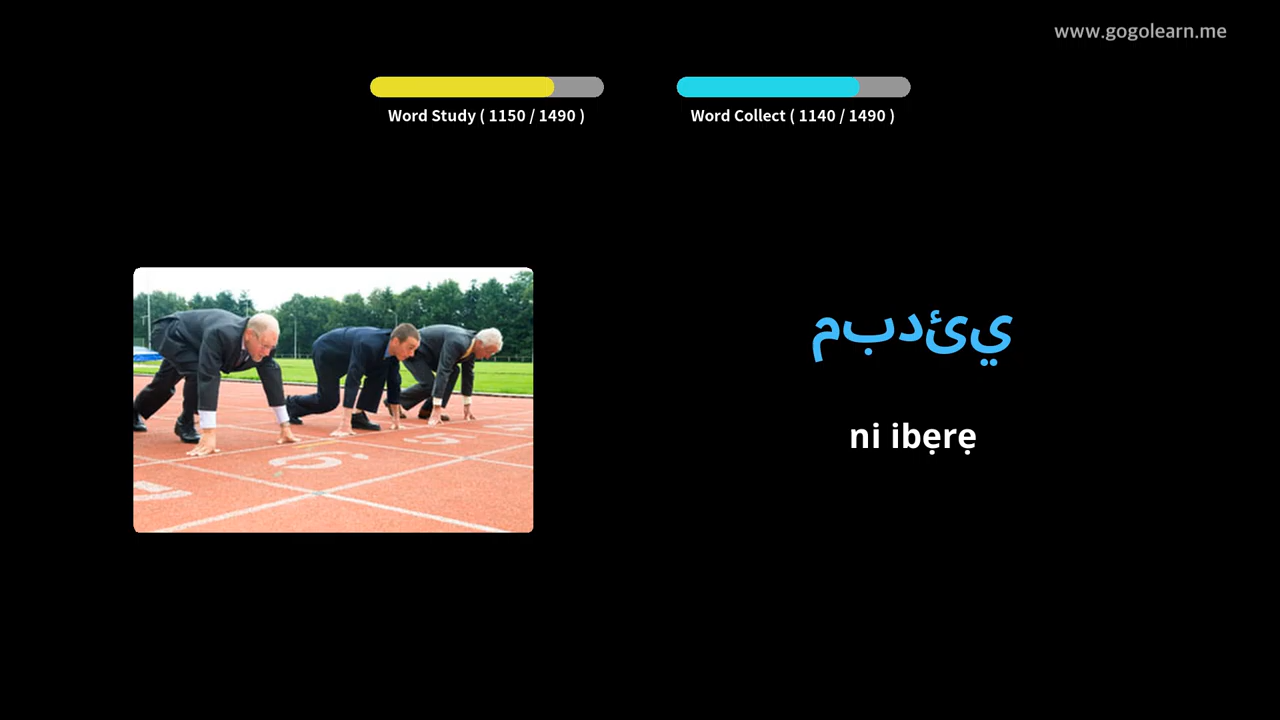 www.gogolearn.me
Word Study ( 1150 / 1490 )
Word Collect ( 1140 / 1490 )
مبدئي
ni ibẹrẹ